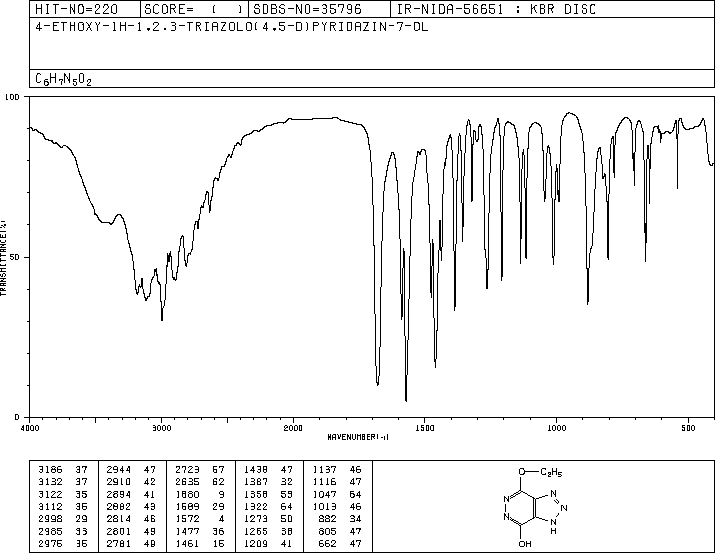 HIT-NO=220 SCORE= ( ) SDBS-NO=35796 IR-NIDA-56651 : KBR DISC
4-ETHOXY-1H-1,2,3-TRIAZOLO(4,5-D)PYRIDAZIN-7-OL
C6H7N5O2
100
50
0
TRANSMITTANCE(%)
4000 3000 2000 1500 1000 500
WAVENUMBER(-1)
3186 37 2944 47 2723 67 1438 47 1137 46
3132 37 2910 42 2635 62 1387 32 1116 47
3122 35 2894 41 1680 9 1358 53 1047 64
3112 36 2882 43 1589 29 1322 64 1013 46
2998 29 2814 46 1572 4 1273 50 882 34
2985 33 2801 49 1477 36 1265 38 805 47
2976 36 2781 49 1461 15 1209 41 662 47
O—C2H5
N
N
N
N
N
H
OH